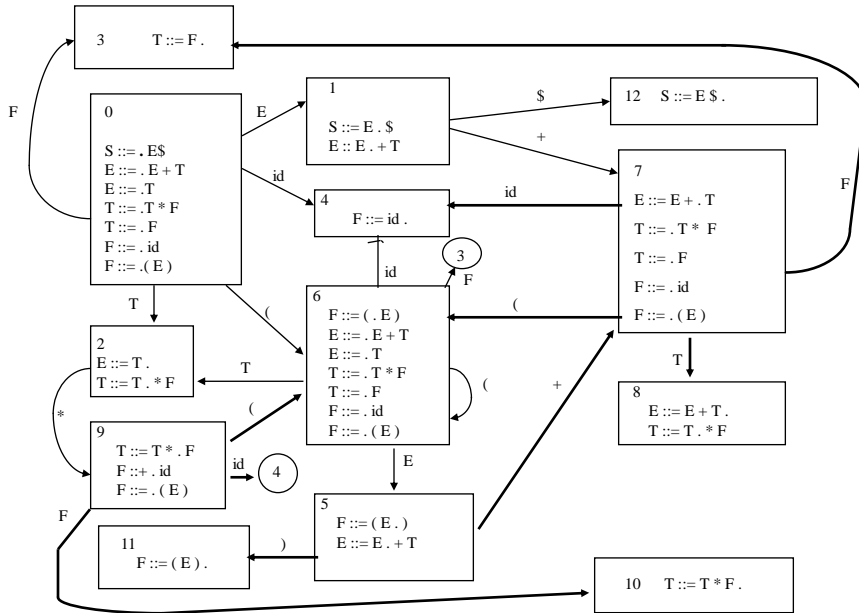 3 T ::= F .
F
0
S ::= . E$
E ::= . E + T
E ::= .T
T ::= .T * F
T ::= . F
F ::= . id
F ::= .( E )
E
id
T
(
1
S ::= E . $
E :: E . + T
$
+
12 S ::= E $ .
4
F ::= id .
id
id
3
F
7
E ::= E + . T
T ::= . T * F
T ::= . F
F ::= . id
F ::= . ( E )
F
(
T
6
F ::= ( . E )
E ::= . E + T
E ::= . T
T ::= . T * F
T ::= . F
F ::= . id
F ::= . ( E )
(
E
T
+
2
E ::= T .
T ::= T . * F
*
9
T ::= T * . F
F ::+ . id
F ::= . ( E )
(
id
4
F
8
E ::= E + T .
T ::= T . * F
5
F ::= ( E . )
E ::= E . + T
)
11
F ::= ( E ) .
10 T ::= T * F .